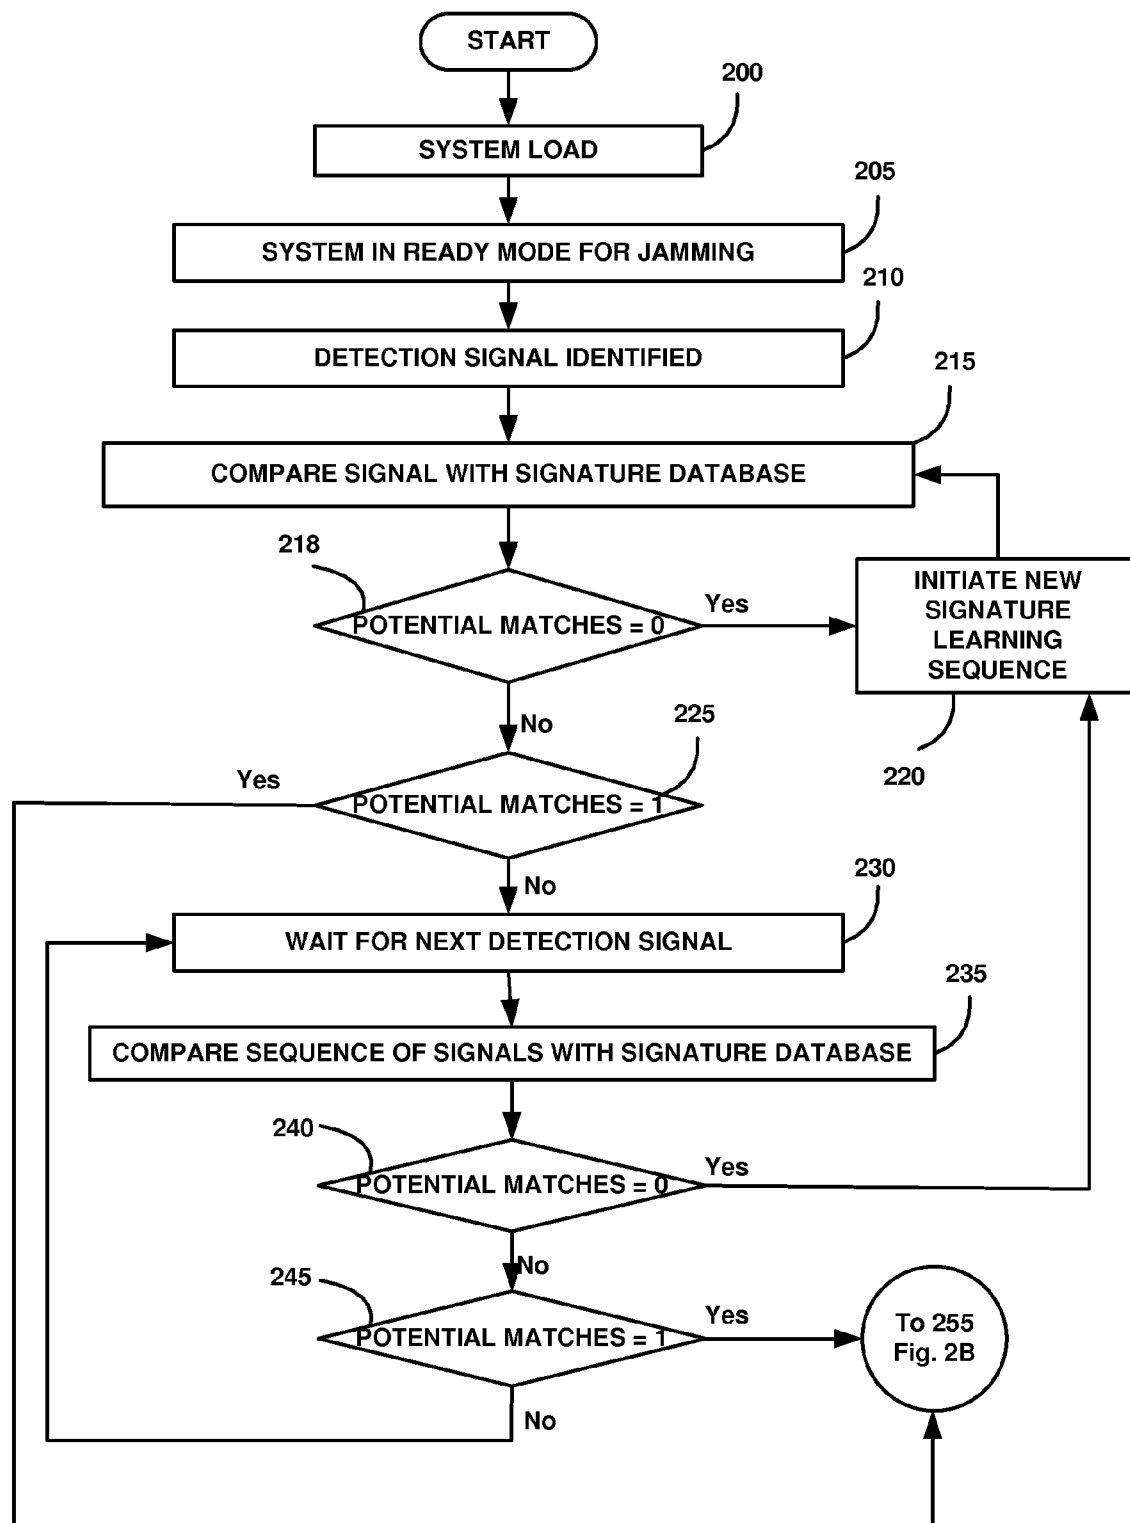 START
200
SYSTEM LOAD
205
SYSTEM IN READY MODE FOR JAMMING
210
DETECTION SIGNAL IDENTIFIED
215
COMPARE SIGNAL WITH SIGNATURE DATABASE
218
POTENTIAL MATCHES = 0
Yes
INITIATE NEW
SIGNATURE
LEARNING
SEQUENCE
220
No
225
Yes
POTENTIAL MATCHES = 1
No
230
WAIT FOR NEXT DETECTION SIGNAL
235
COMPARE SEQUENCE OF SIGNALS WITH SIGNATURE DATABASE
240
POTENTIAL MATCHES = 0
Yes
No
245
POTENTIAL MATCHES = 1
Yes
To 255
Fig. 2B
No